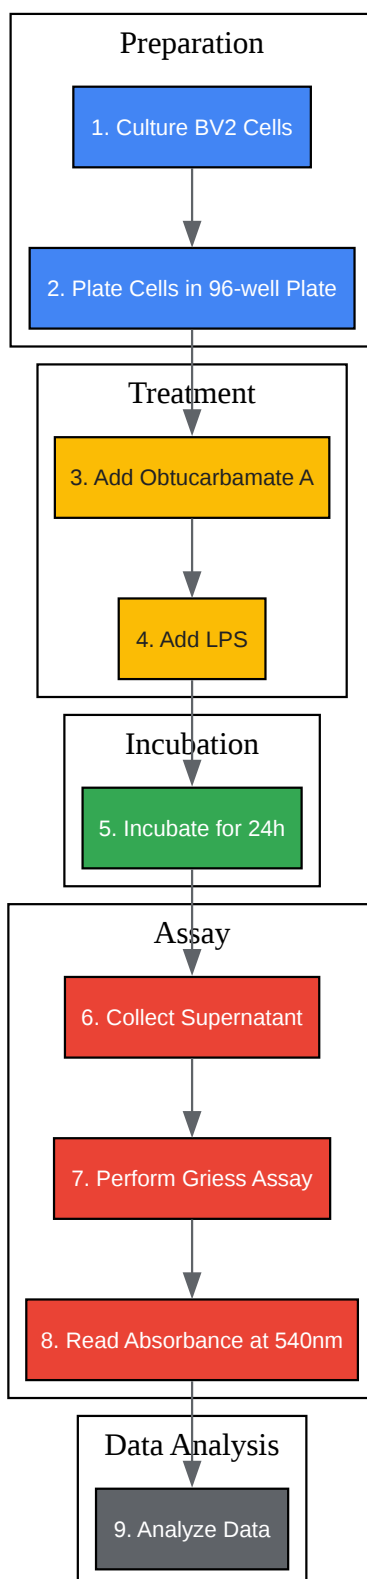 Preparation
1. Culture BV2 Cells
2. Plate Cells in 96-well Plate
Treatment
3. Add Obtucarbamate A
4. Add LPS
Incubation
5. Incubate for 24h
Assay
6. Collect Supernatant
7. Perform Griess Assay
8. Read Absorbance at 540nm
Data Analysis
9. Analyze Data